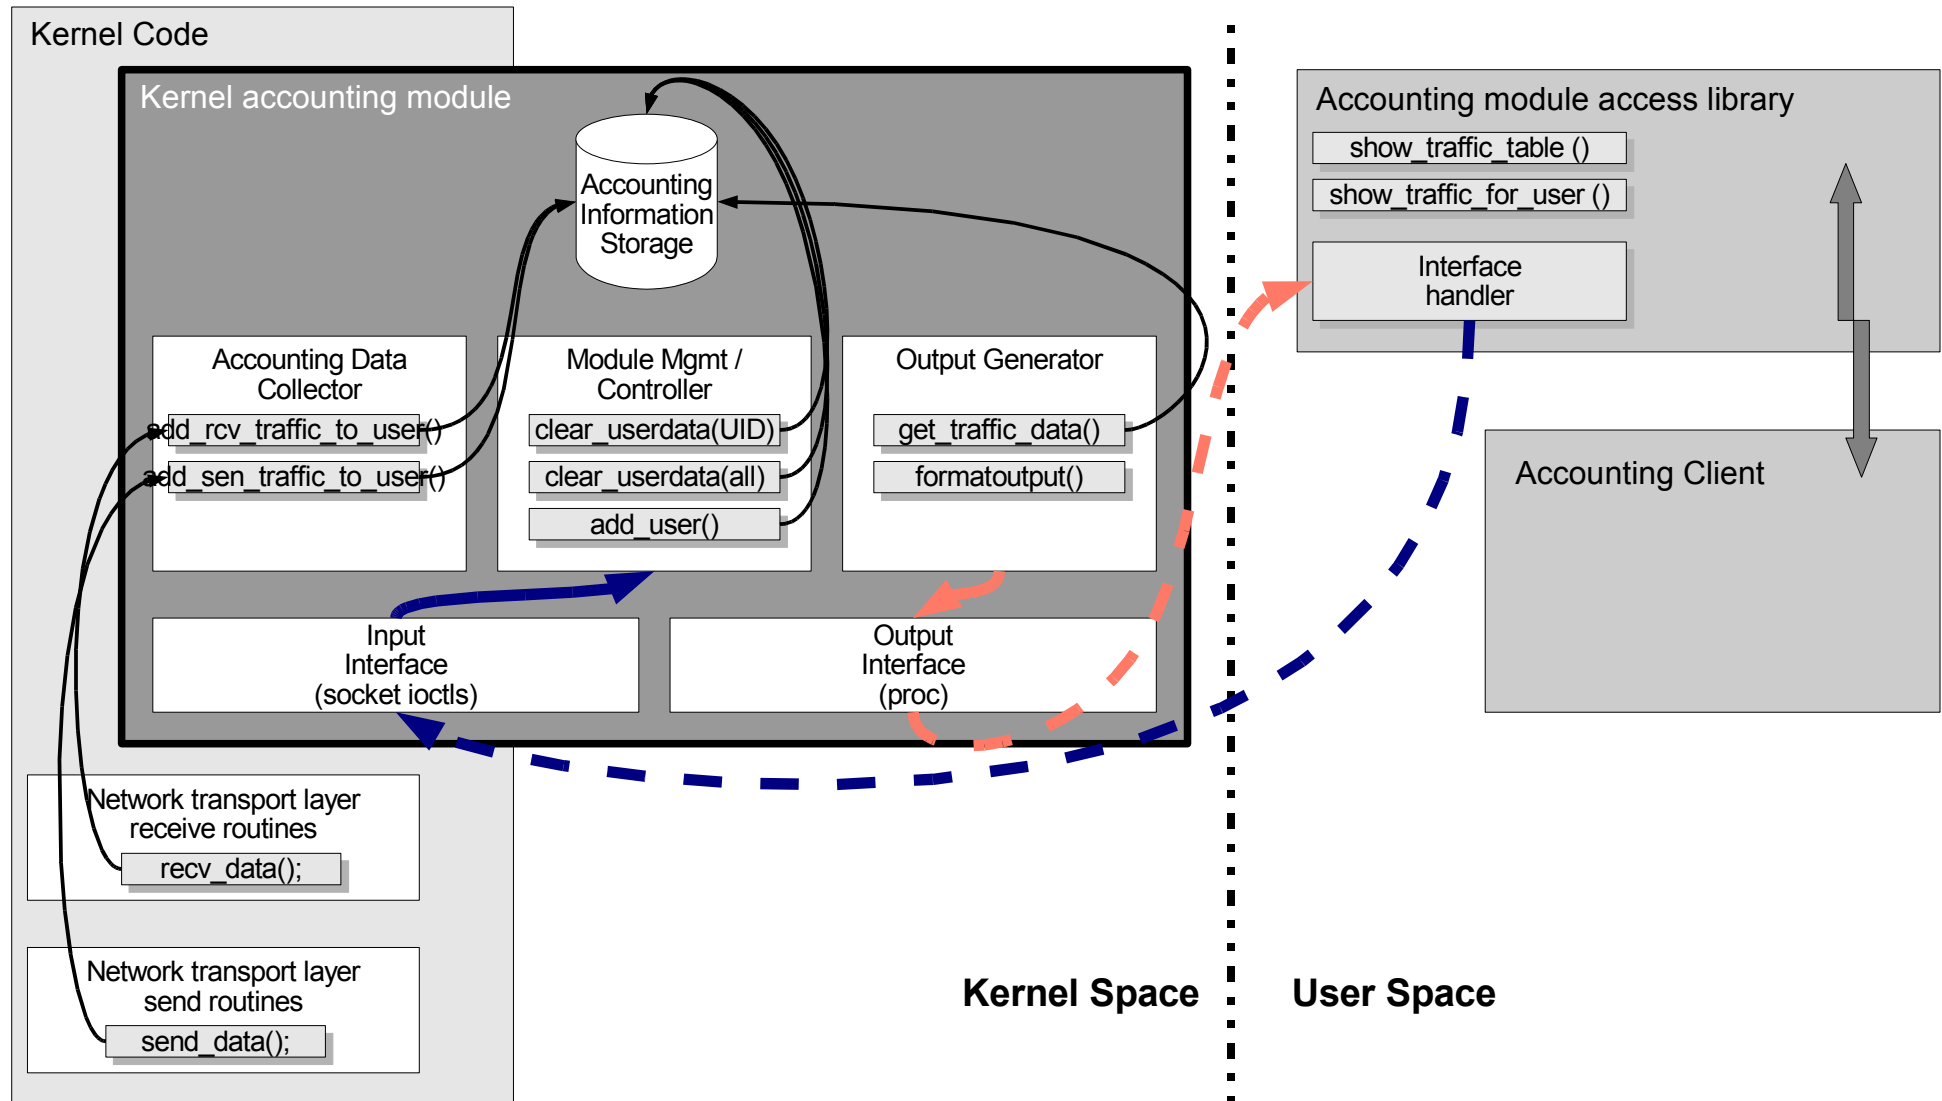 Kernel Code
Kernel accounting module
Accounting
Information
Storage
Accounting Data
Collector
add_rcv_traffic_to_user()
add_sen_traffic_to_user()
Module Mgmt /
Controller
clear_userdata(UID)
clear_userdata(all)
add_user()
Output Generator
get_traffic_data()
formatoutput()
Input
Interface
(socket ioctls)
Output
Interface
(proc)
Network transport layer
receive routines
recv_data();
Network transport layer
send routines
send_data();
Kernel Space
User Space
Accounting module access library
show_traffic_table ()
show_traffic_for_user ()
Interface
handler
Accounting Client